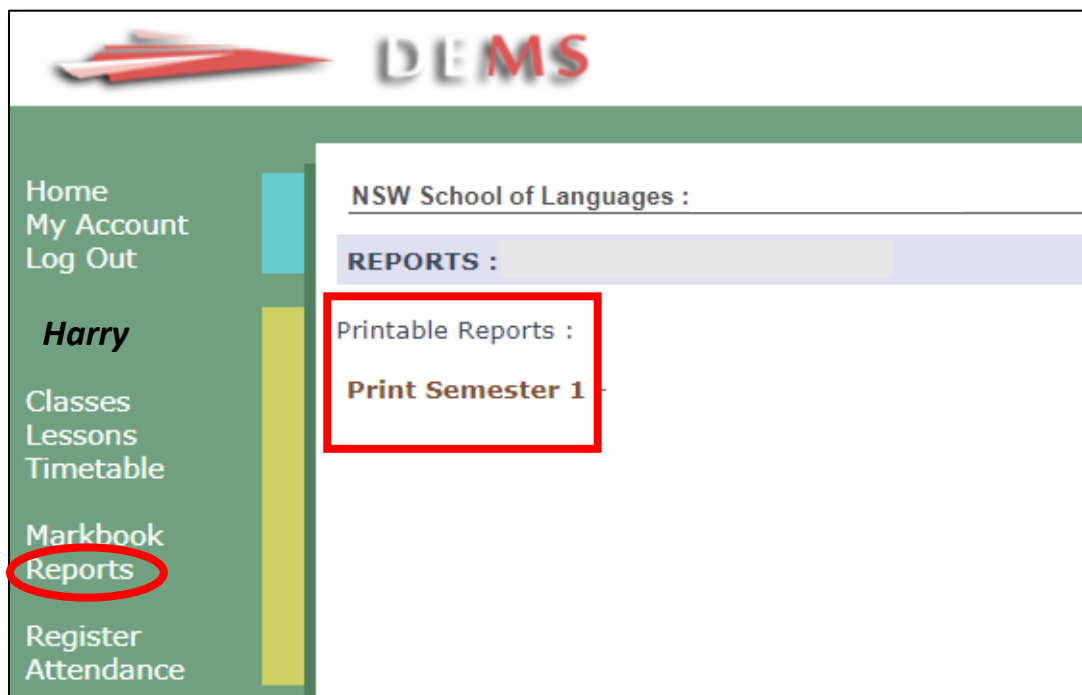 DEMS
Home
My Account
Log Out
Harry
Classes
Lessons
Timetable
Markbook
Reports
Register
Attendance
NSW School of Languages :
REPORTS :
Printable Reports :
Print Semester 1 -